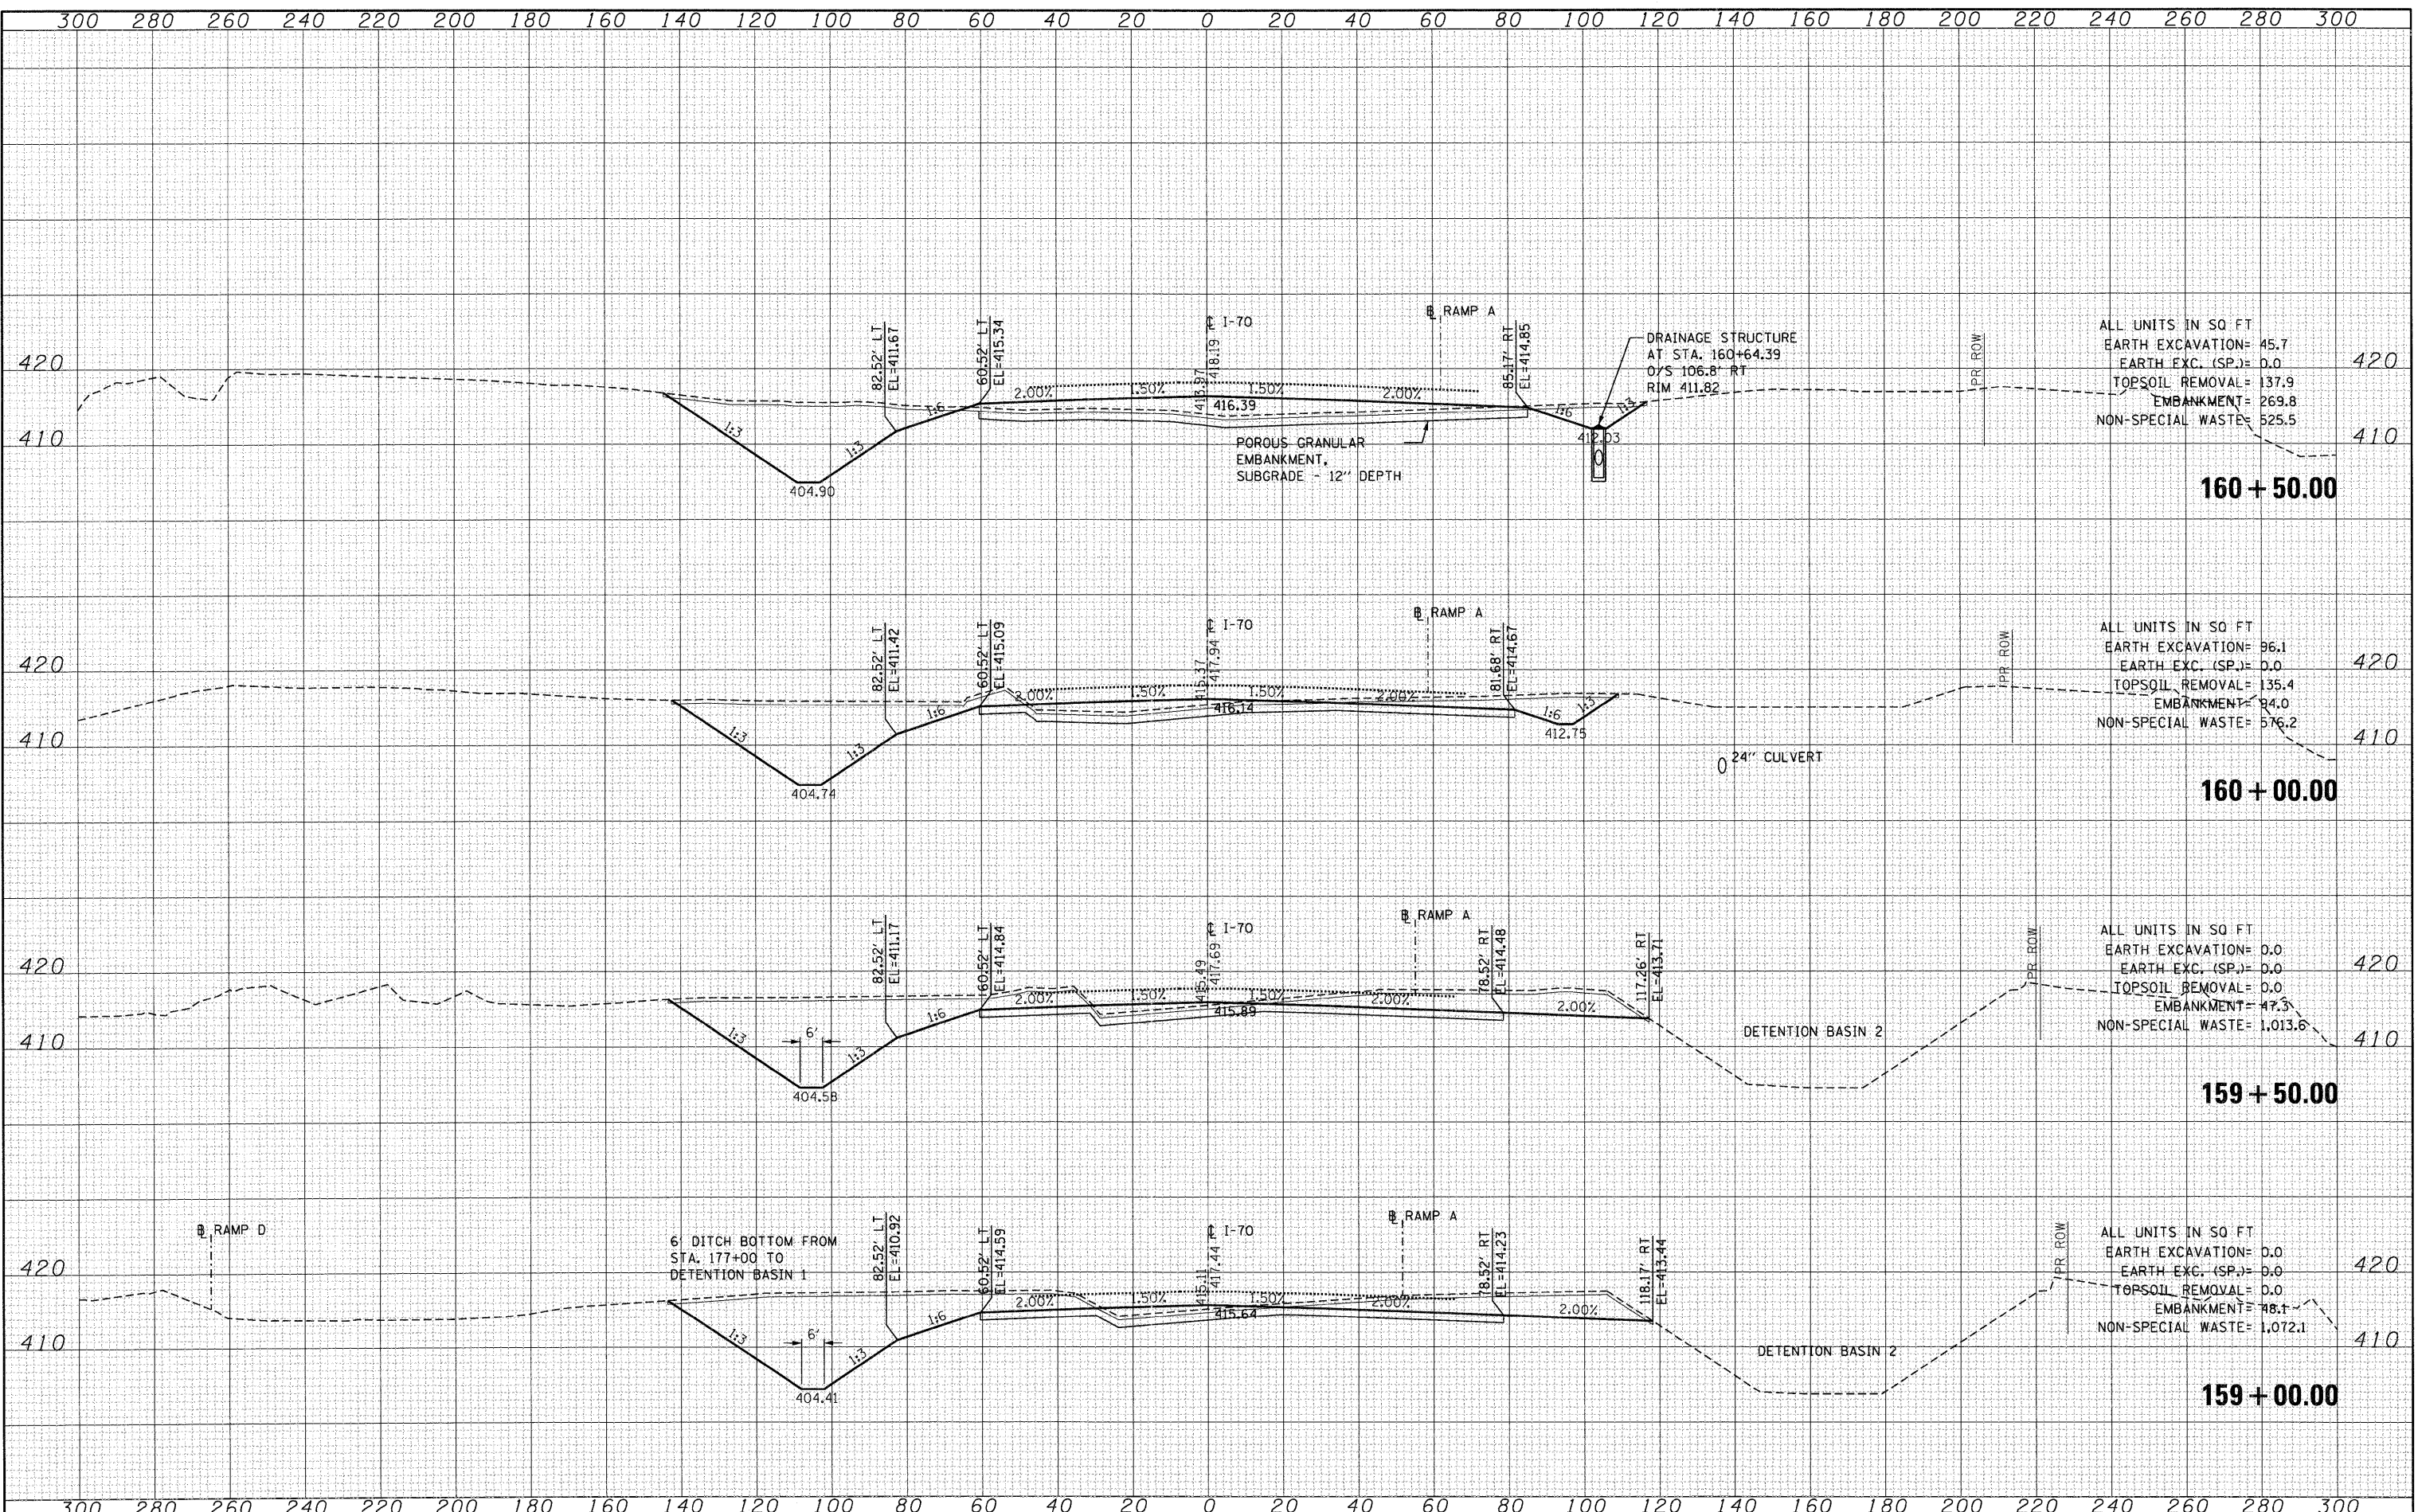 300 280 260 240 220 200 180 160 140 120 100 80 60 40 20 0 20 40 60 80 100 120 140 160 180 200 220 240 260 280 300
82.52' LT
EL=411.67
60.52' LT
EL=415.34
℄ I-70
413.97
418.19
℄ RAMP A
85.17' RT
EL=414.85
DRAINAGE STRUCTURE
AT STA. 160+64.39
O/S 106.8' RT
RIM 411.82
PR ROW
ALL UNITS IN SQ FT
EARTH EXCAVATION= 45.7
EARTH EXC. (SP.)= 0.0
TOPSOIL REMOVAL= 137.9
EMBANKMENT= 269.8
NON-SPECIAL WASTE= 525.5
420
420
410
410
1:3
1:3
1:6
2.00%
1.50%
1.50%
2.00%
1:6
1:3
416.39
412.03
404.90
POROUS GRANULAR
EMBANKMENT,
SUBGRADE - 12" DEPTH
160+50.00
82.52' LT
EL=411.42
60.52' LT
EL=415.09
℄ I-70
415.37
417.94
℄ RAMP A
81.68' RT
EL=414.67
PR ROW
ALL UNITS IN SQ FT
EARTH EXCAVATION= 96.1
EARTH EXC. (SP.)= 0.0
TOPSOIL REMOVAL= 135.4
EMBANKMENT= 94.0
NON-SPECIAL WASTE= 576.2
420
420
410
410
1:3
1:3
1:6
2.00%
1.50%
1.50%
2.00%
1:6
1:3
416.14
412.75
404.74
24" CULVERT
160+00.00
82.52' LT
EL=411.17
60.52' LT
EL=414.84
℄ I-70
415.49
417.69
℄ RAMP A
78.52' RT
EL=414.48
117.26' RT
EL=413.71
PR ROW
ALL UNITS IN SQ FT
EARTH EXCAVATION= 0.0
EARTH EXC. (SP.)= 0.0
TOPSOIL REMOVAL= 0.0
EMBANKMENT= 47.3
NON-SPECIAL WASTE= 1,013.6
420
420
410
410
1:3
6'
1:3
1:6
2.00%
1.50%
1.50%
2.00%
2.00%
415.89
404.58
DETENTION BASIN 2
159+50.00
℄ RAMP D
6' DITCH BOTTOM FROM
STA. 177+00 TO
DETENTION BASIN 1
82.52' LT
EL=410.92
60.52' LT
EL=414.59
℄ I-70
415.11
417.44
℄ RAMP A
78.52' RT
EL=414.23
118.17' RT
EL=413.44
PR ROW
ALL UNITS IN SQ FT
EARTH EXCAVATION= 0.0
EARTH EXC. (SP.)= 0.0
TOPSOIL REMOVAL= 0.0
EMBANKMENT= 48.1
NON-SPECIAL WASTE= 1,072.1
420
420
410
410
1:3
6'
1:3
1:6
2.00%
1.50%
1.50%
2.00%
2.00%
415.64
404.41
DETENTION BASIN 2
159+00.00
300 280 260 240 220 200 180 160 140 120 100 80 60 40 20 0 20 40 60 80 100 120 140 160 180 200 220 240 260 280 300